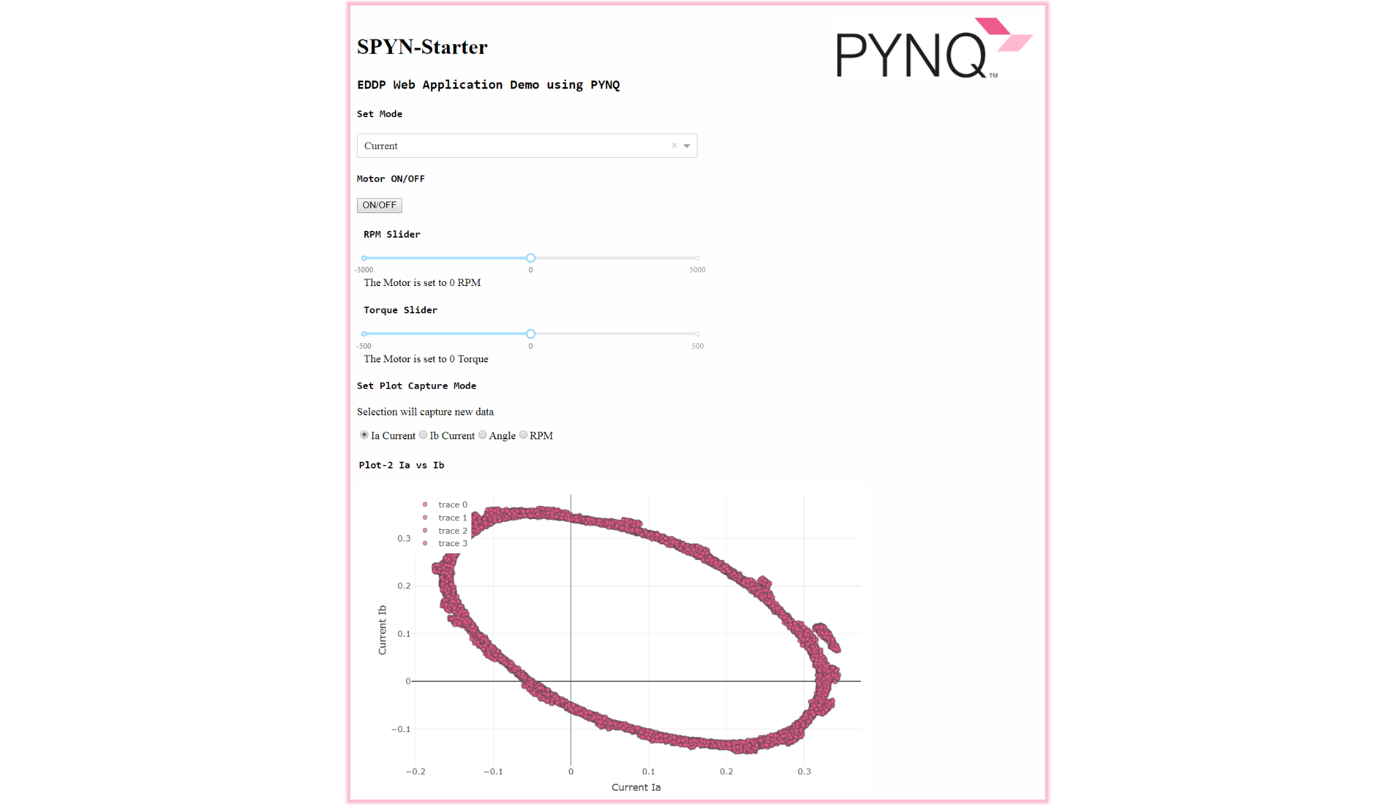 SPYN-Starter
PYNQ™
EDDP Web Application Demo using PYNQ
Set Mode
Current × 
Motor ON/OFF
ON/OFF
RPM Slider
-5000 0 5000
The Motor is set to 0 RPM
Torque Slider
-500 0 500
The Motor is set to 0 Torque
Set Plot Capture Mode
Selection will capture new data
Ia Current Ib Current Angle RPM
Plot-2 Ia vs Ib
trace 0
trace 1
trace 2
trace 3
0.3
0.2
0.1
0
−0.1
Current Ib
−0.2 −0.1 0 0.1 0.2 0.3
Current Ia